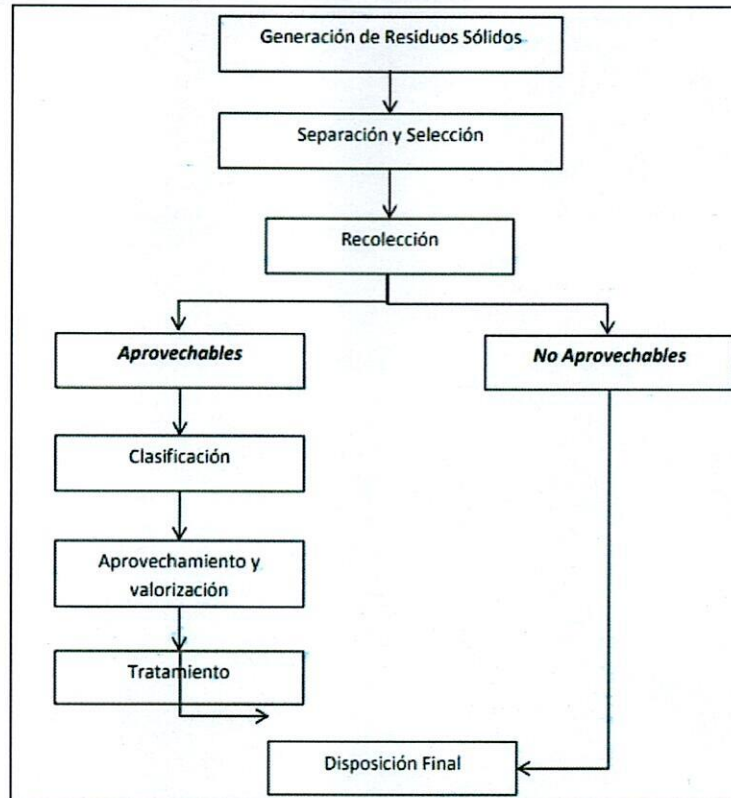 Generación de Residuos Sólidos
Separación y Selección
Recolección
Aprovechables
No Aprovechables
Clasificación
Aprovechamiento y
valorización
Tratamiento
Disposición Final